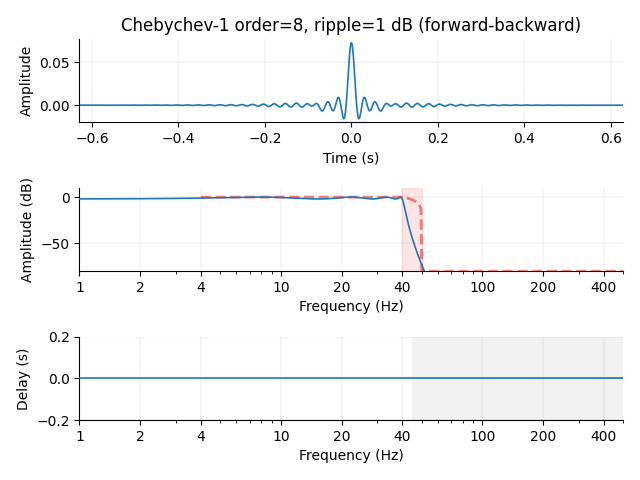 Chebychev-1 order=8, ripple=1 dB (forward-backward)
Amplitude
0.05
0.00
−0.6 −0.4 −0.2 0.0 0.2 0.4 0.6
Time (s)
Amplitude (dB)
0
−50
1 2 4 10 20 40 100 200 400
Frequency (Hz)
Delay (s)
0.2
0.0
−0.2
1 2 4 10 20 40 100 200 400
Frequency (Hz)